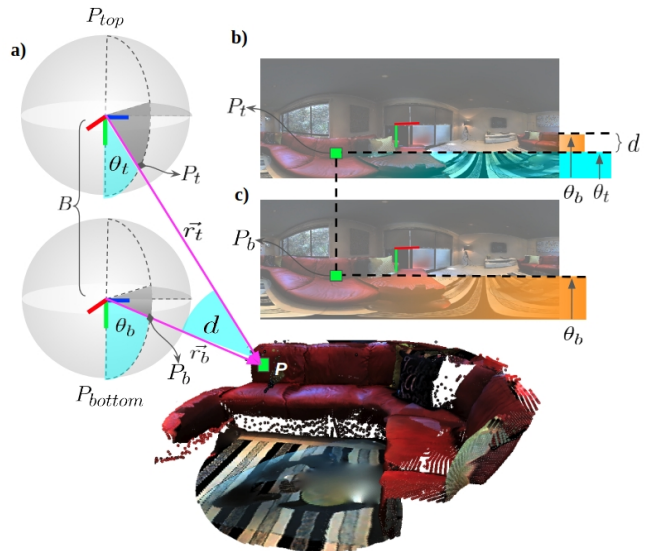 a)
P_top
θ_t
P_t
B
r⃗_t
θ_b
P_b
r⃗_b
d
P
P_bottom
b)
P_t
d
θ_b
θ_t
c)
P_b
θ_b